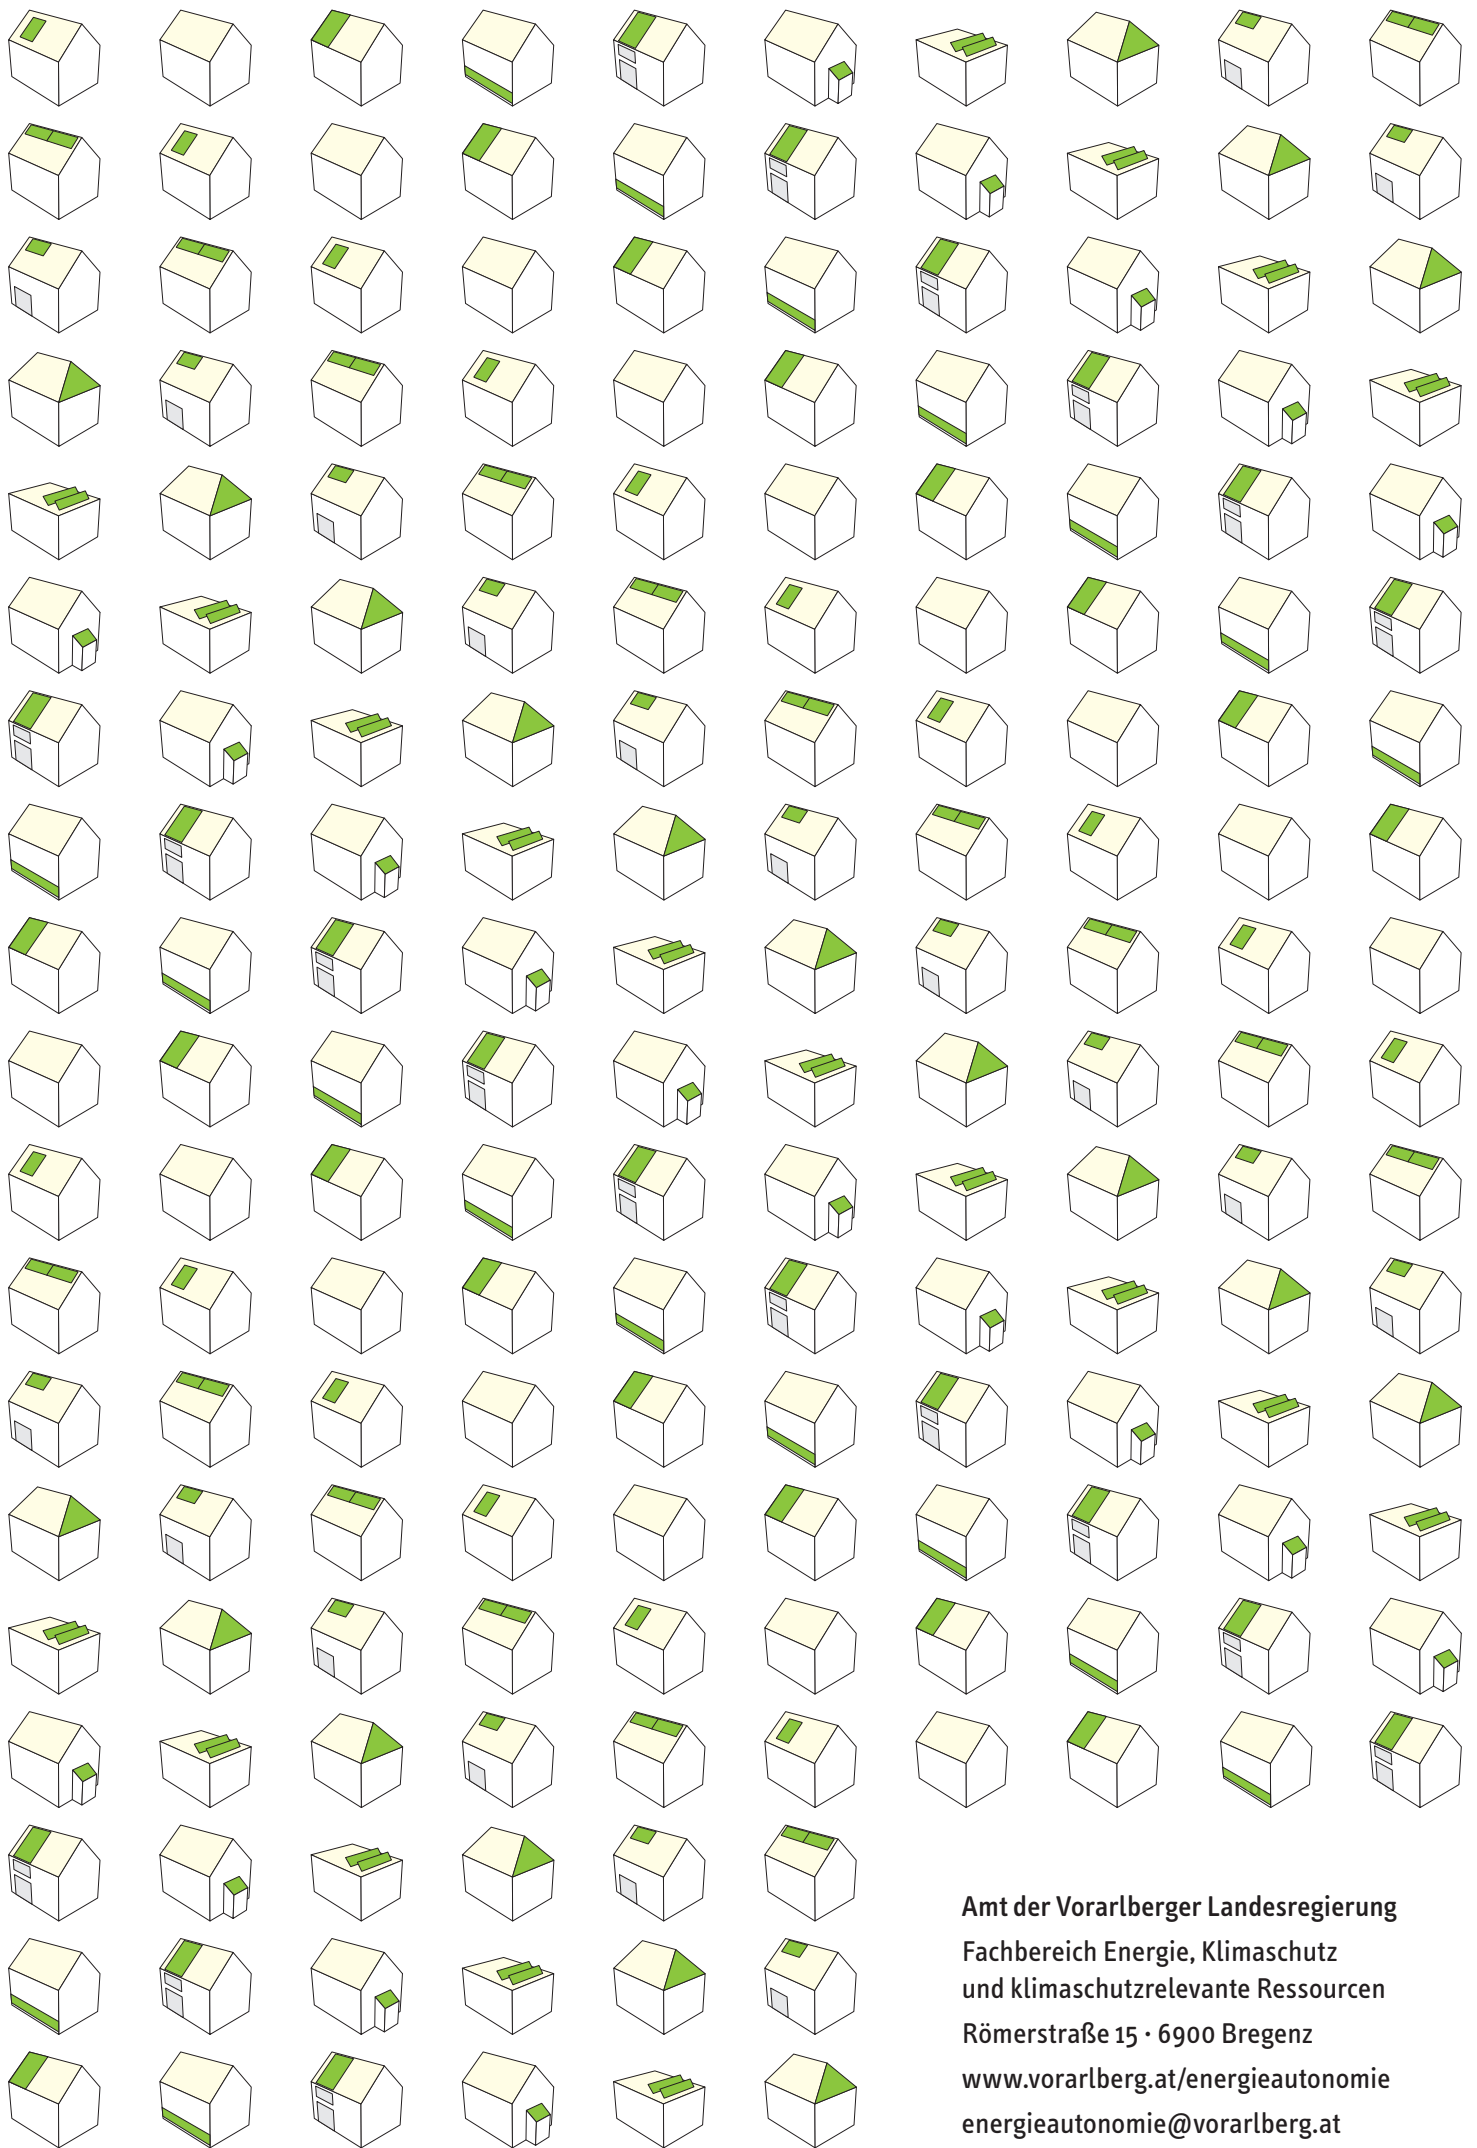 Amt der Vorarlberger Landesregierung
Fachbereich Energie, Klimaschutz
und klimaschutzrelevante Ressourcen
Römerstraße 15 · 6900 Bregenz
www.vorarlberg.at/energieautonomie
energieautonomie@vorarlberg.at